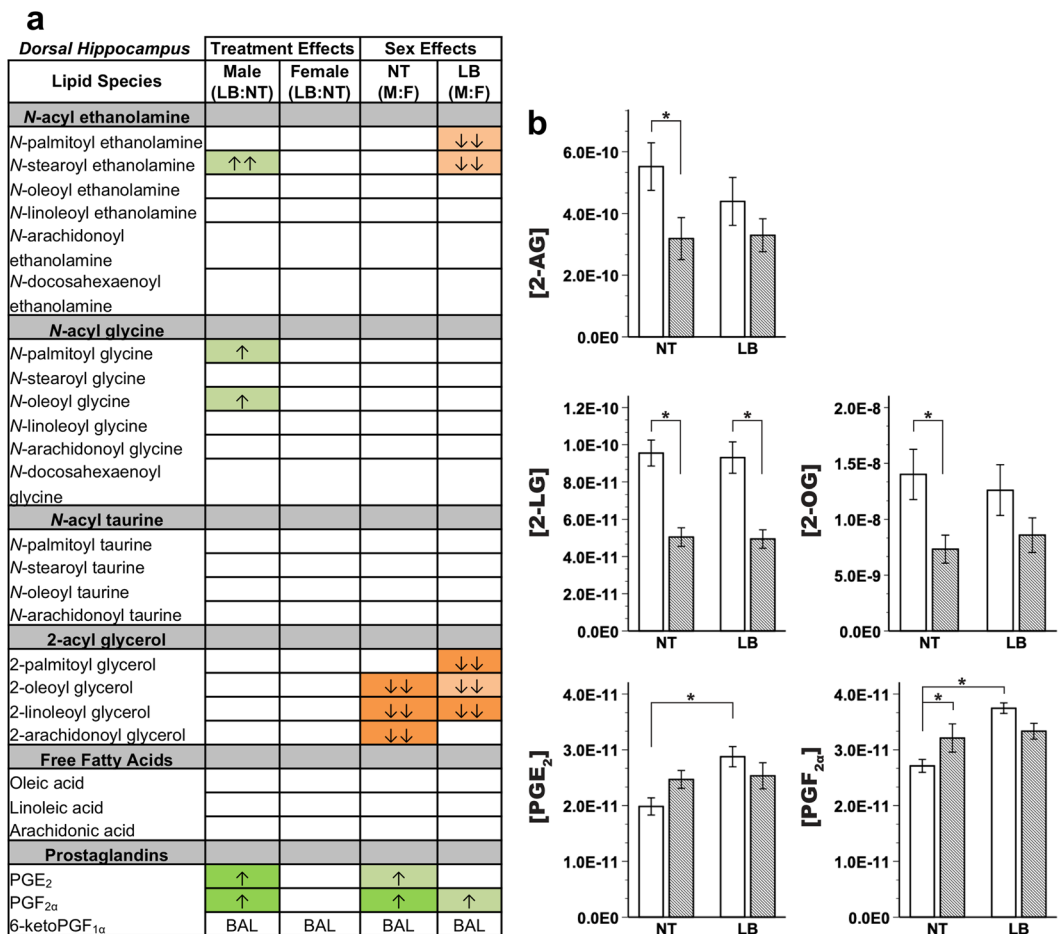 a
Dorsal Hippocampus Treatment Effects Sex Effects
Lipid Species Male (LB:NT) Female (LB:NT) NT (M:F) LB (M:F)
N-acyl ethanolamine
N-palmitoyl ethanolamine ↓↓
N-stearoyl ethanolamine ↑↑ ↓↓
N-oleoyl ethanolamine
N-linoleoyl ethanolamine
N-arachidonoyl
ethanolamine
N-docosahexaenoyl
ethanolamine
N-acyl glycine
N-palmitoyl glycine ↑
N-stearoyl glycine
N-oleoyl glycine ↑
N-linoleoyl glycine
N-arachidonoyl glycine
N-docosahexaenoyl
glycine
N-acyl taurine
N-palmitoyl taurine
N-stearoyl taurine
N-oleoyl taurine
N-arachidonoyl taurine
2-acyl glycerol
2-palmitoyl glycerol ↓↓
2-oleoyl glycerol ↓↓ ↓↓
2-linoleoyl glycerol ↓↓ ↓↓
2-arachidonoyl glycerol ↓↓
Free Fatty Acids
Oleic acid
Linoleic acid
Arachidonic acid
Prostaglandins
PGE₂ ↑ ↑
PGF₂α ↑ ↑ ↑
6-ketoPGF₁α BAL BAL BAL BAL
b
[2-AG]
*
6.0E-10
4.0E-10
2.0E-10
0.0E0
NT LB
[2-LG]
* *
1.2E-10
1.0E-10
8.0E-11
6.0E-11
4.0E-11
2.0E-11
0.0E0
NT LB
[2-OG]
*
2.0E-8
1.5E-8
1.0E-8
5.0E-9
0.0E0
NT LB
[PGE₂]
*
4.0E-11
3.0E-11
2.0E-11
1.0E-11
0.0E0
NT LB
[PGF₂α]
*
*
4.0E-11
3.0E-11
2.0E-11
1.0E-11
0.0E0
NT LB